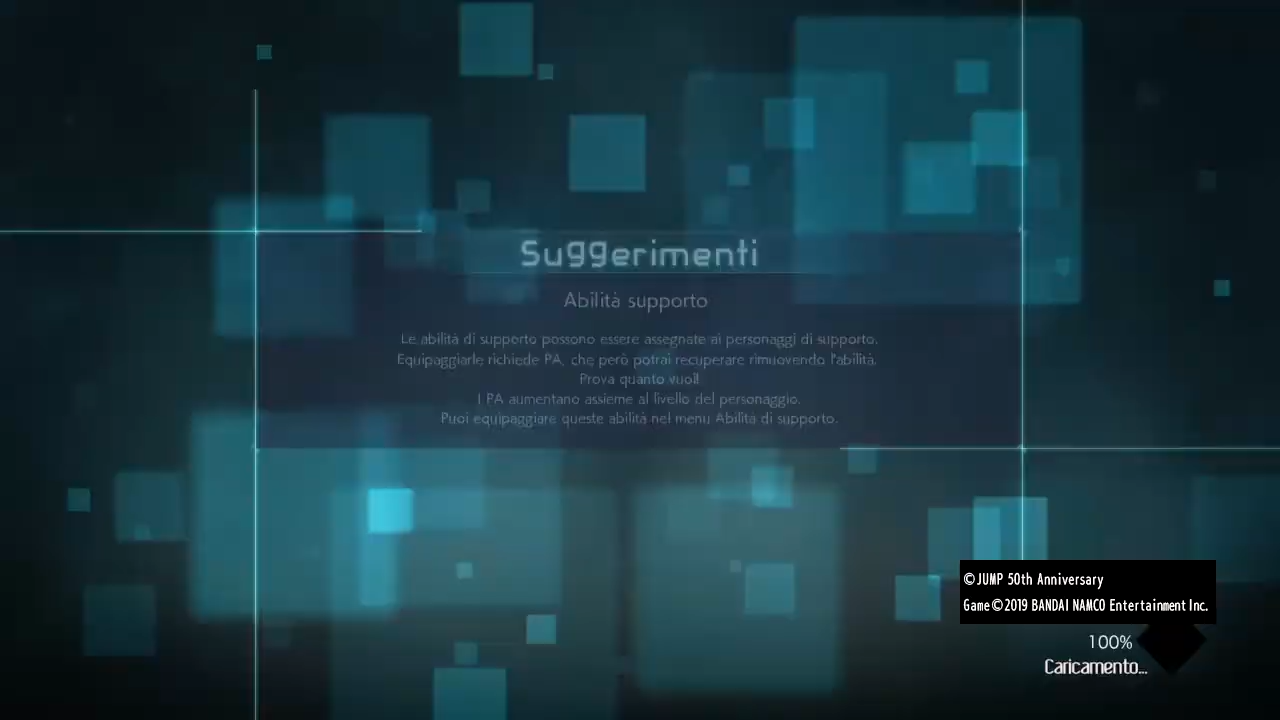 Suggerimenti
Abilità supporto
Le abilità di supporto possono essere assegnate ai personaggi di supporto.
Equipaggiarle richiede PA, che però potrai recuperare rimuovendo l'abilità.
Prova quanto vuoi!
I PA aumentano assieme al livello del personaggio.
Puoi equipaggiare queste abilità nel menu Abilità di supporto.
©JUMP 50th Anniversary
Game©2019 BANDAI NAMCO Entertainment Inc.
100%
Caricamento...